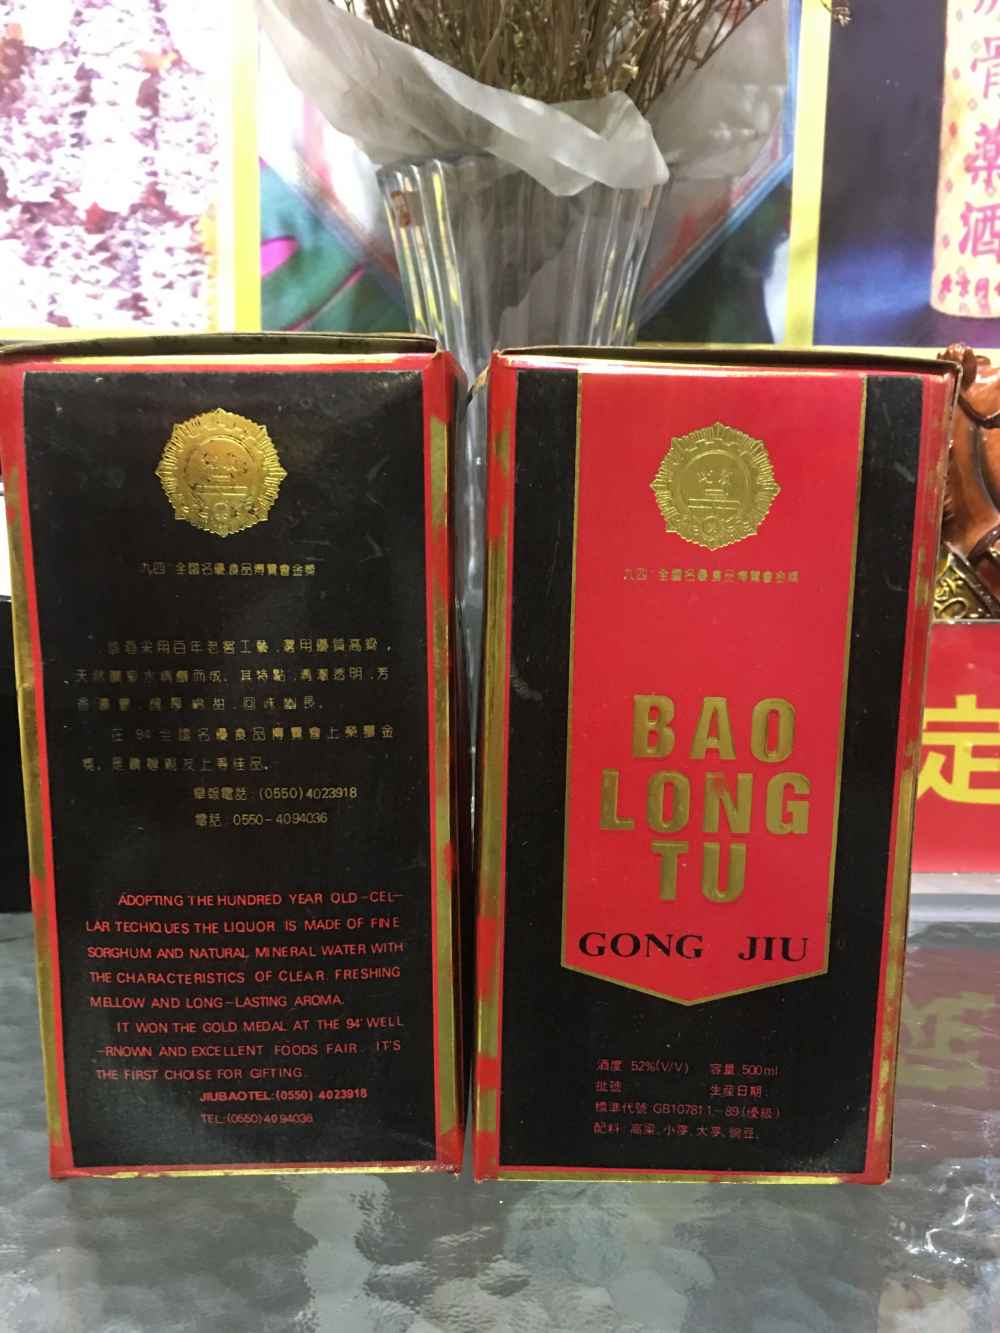 骨
薬
酒
定
九四'全國名優食品博覽會金獎
采用百年老窖工藝,選用優質高粱,
天然礦泉水精釀而成。其特點,清澈透明,芳
回味悠長。
在94'全國名優食品博覽會上榮獲金
獎。是饋贈親友上等佳品。
舉報電話:(0550)4023918
電話:0550-4094036
ADOPTING THE HUNDRED YEAR OLD-CEL-
LAR TECHIQUES THE LIQUOR IS MADE OF FINE
SORGHUM AND NATURAL MINERAL WATER WITH
THE CHARACTERISTICS OF CLEAR FRESHING
MELLOW AND LONG-LASTING AROMA.
IT WON THE GOLD MEDAL AT THE 94' WELL
-RNOWN AND EXCELLENT FOODS FAIR. IT'S
THE FIRST CHOISE FOR GIFTING.
JIUBAOTEL:(0550) 4023918
TEL:(0550)4094036
九四'全國名優食品博覽會金獎
BAO
LONG
TU
GONG JIU
酒度 52%(V/V) 容量 500ml
批號 生産日期:
標準代號:GB10781.1-89(優級)
配料:高梁、小麥、大麥、豌豆、